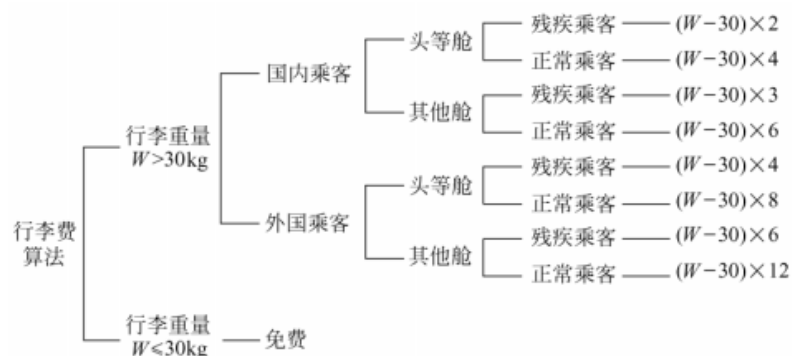 行李费
算法
行李重量
W>30kg
国内乘客
头等舱
残疾乘客
(W-30)×2
正常乘客
(W-30)×4
其他舱
残疾乘客
(W-30)×3
正常乘客
(W-30)×6
外国乘客
头等舱
残疾乘客
(W-30)×4
正常乘客
(W-30)×8
其他舱
残疾乘客
(W-30)×6
正常乘客
(W-30)×12
行李重量
W≤30kg
免费